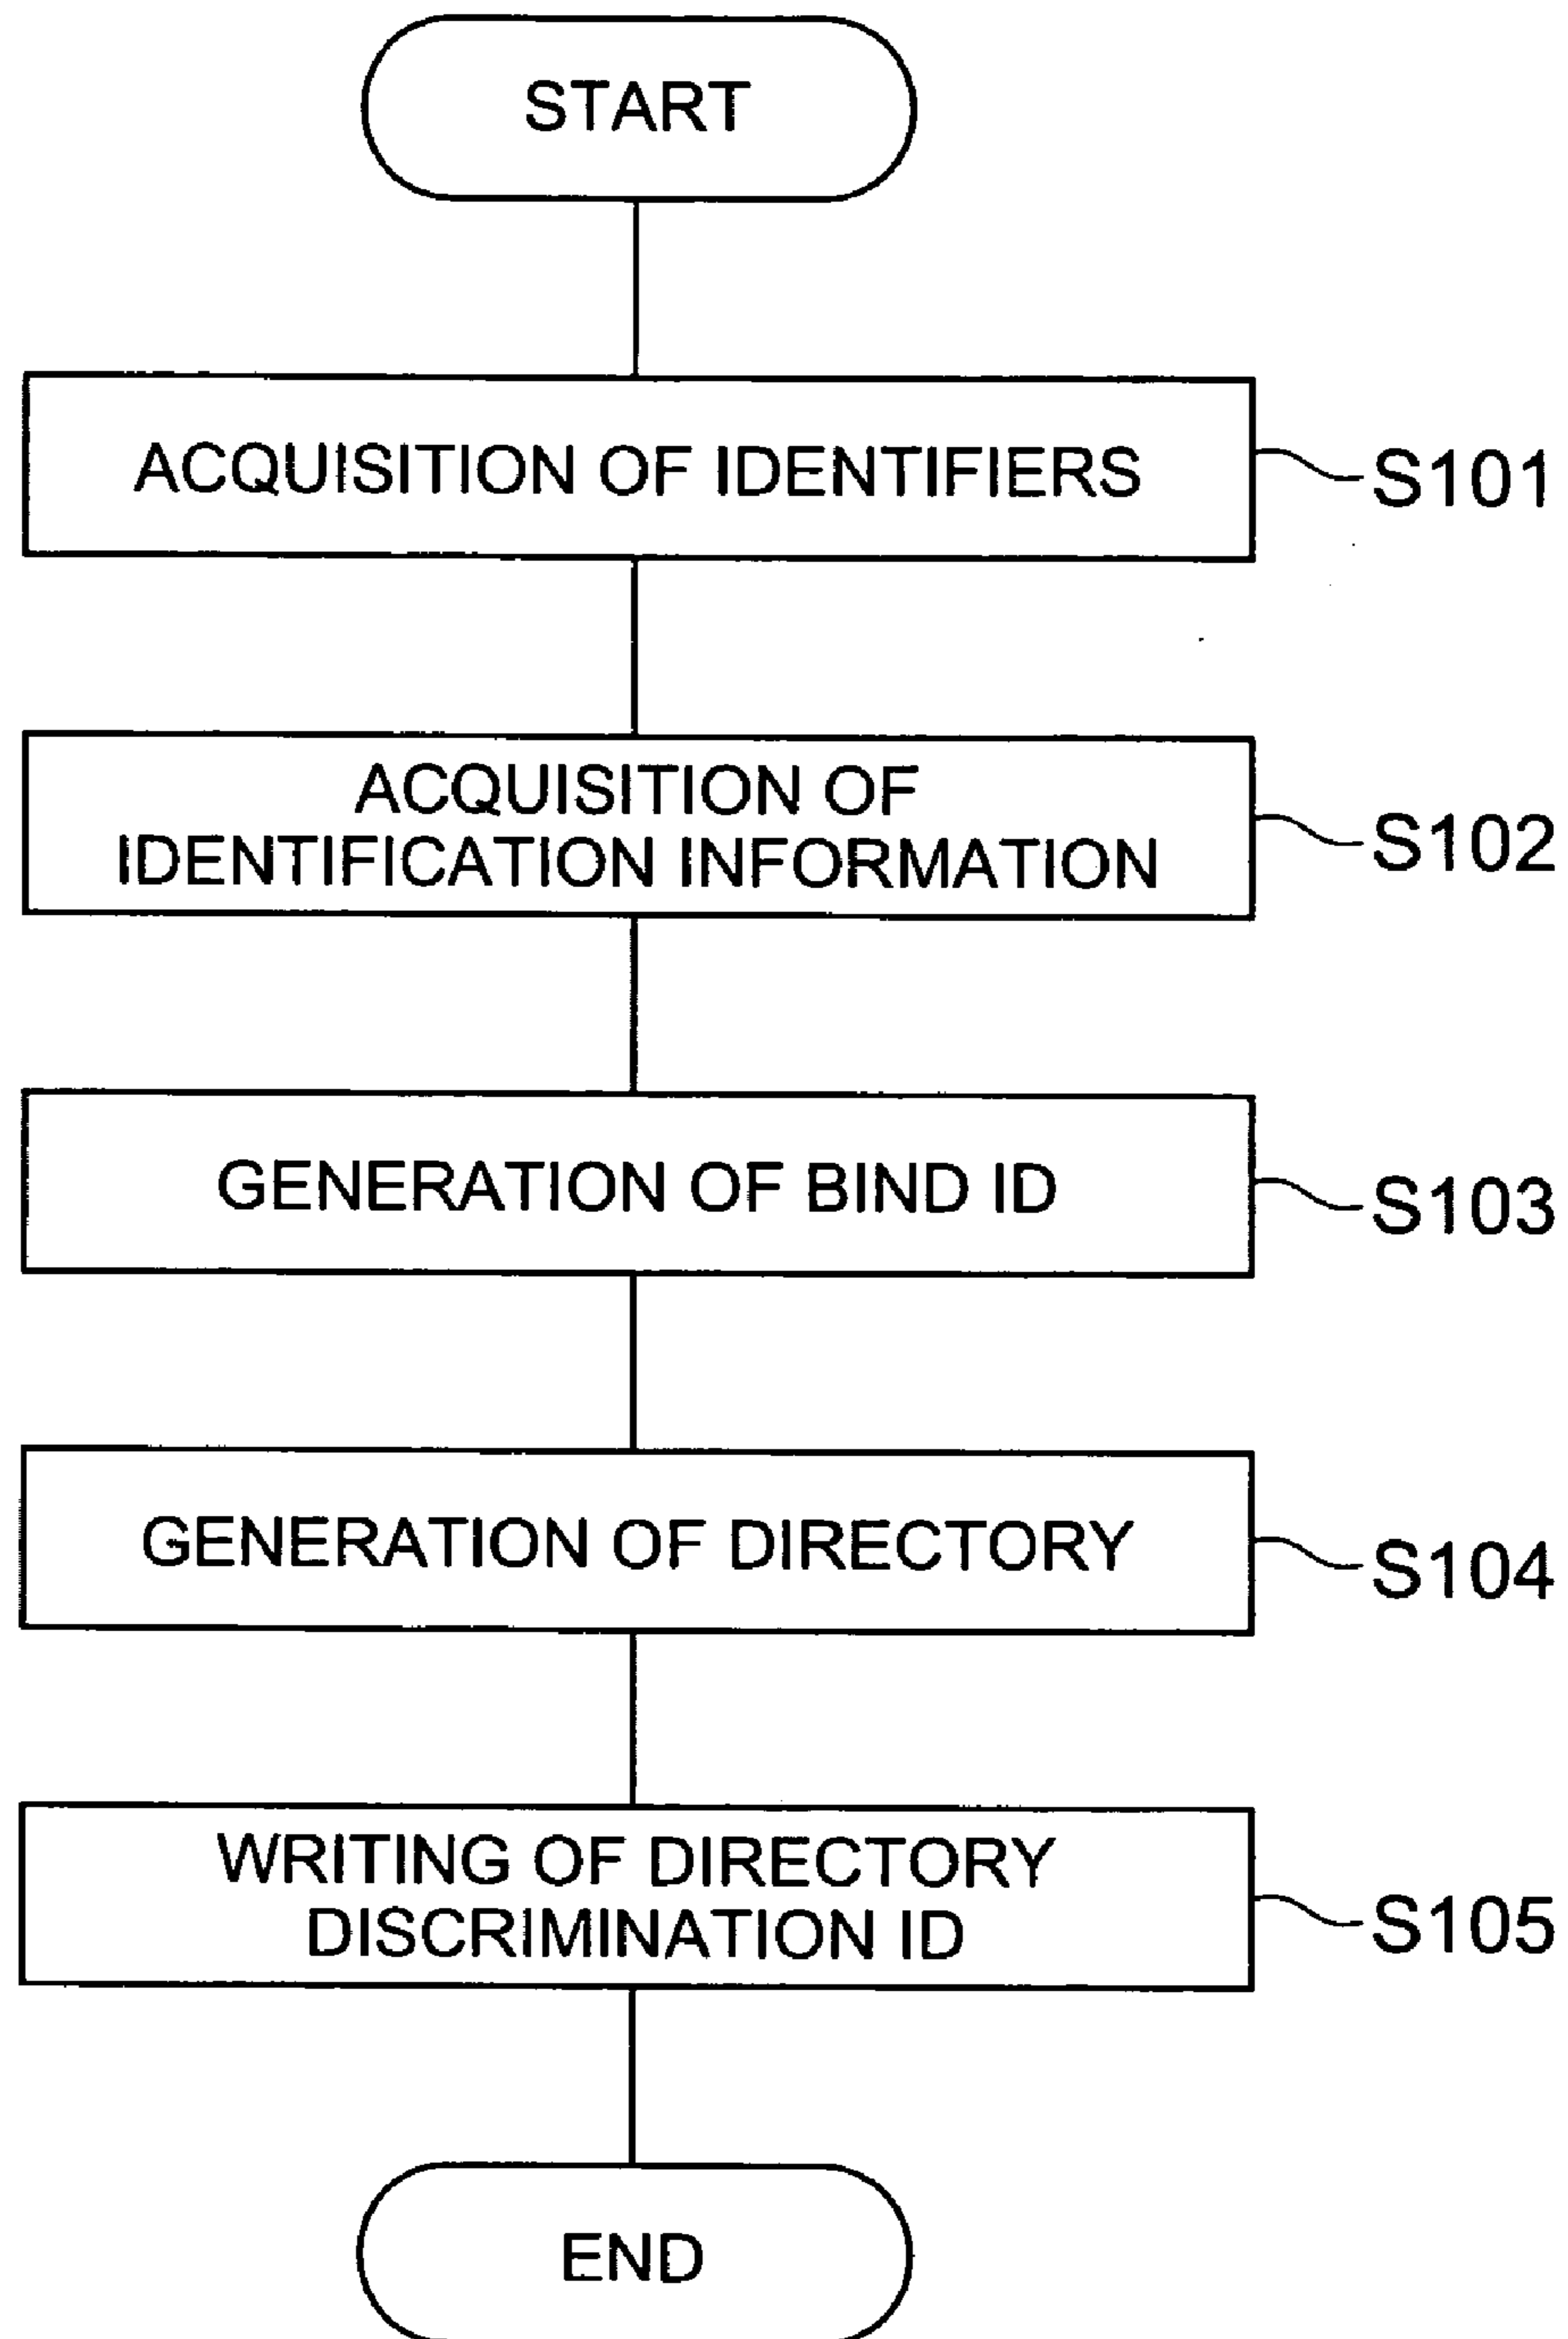 START
ACQUISITION OF IDENTIFIERS
S101
ACQUISITION OF
IDENTIFICATION INFORMATION
S102
GENERATION OF BIND ID
S103
GENERATION OF DIRECTORY
S104
WRITING OF DIRECTORY
DISCRIMINATION ID
S105
END